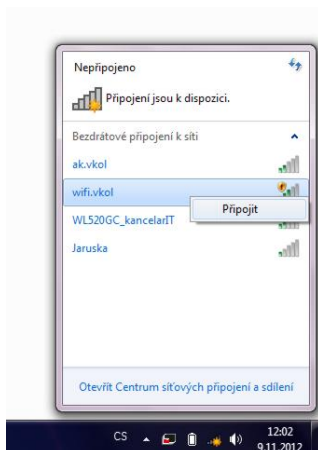 Nepřipojeno
Připojení jsou k dispozici.
Bezdrátové připojení k síti
ak.vkol
wifi.vkol
Připojit
WL520GC_kancelarIT
Jaruska
Otevřít Centrum síťových připojení a sdílení
CS
12:02
9.11.2012